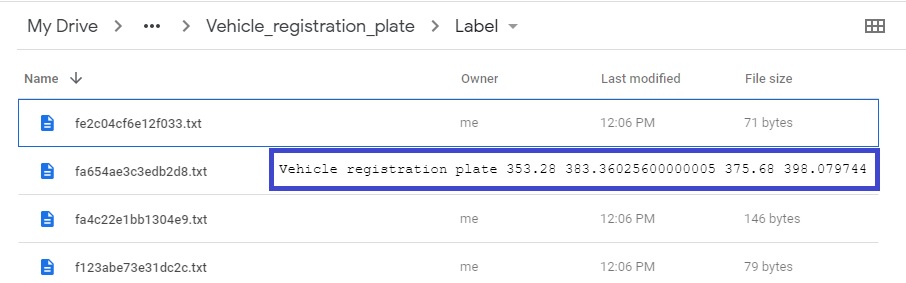 My Drive > ••• > Vehicle_registration_plate > Label
Name Owner Last modified File size
fe2c04cf6e12f033.txt me 12:06 PM 71 bytes
fa654ae3c3edb2d8.txt Vehicle registration plate 353.28 383.36025600000005 375.68 398.079744
fa4c22e1bb1304e9.txt me 12:06 PM 146 bytes
f123abe73e31dc2c.txt me 12:06 PM 79 bytes